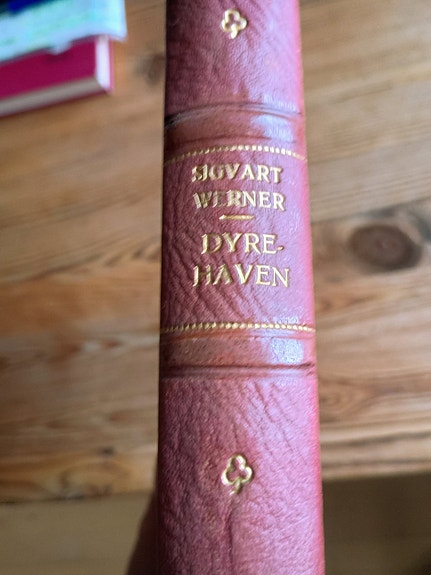 SIGVART
WERNER
DYRE-
HAVEN